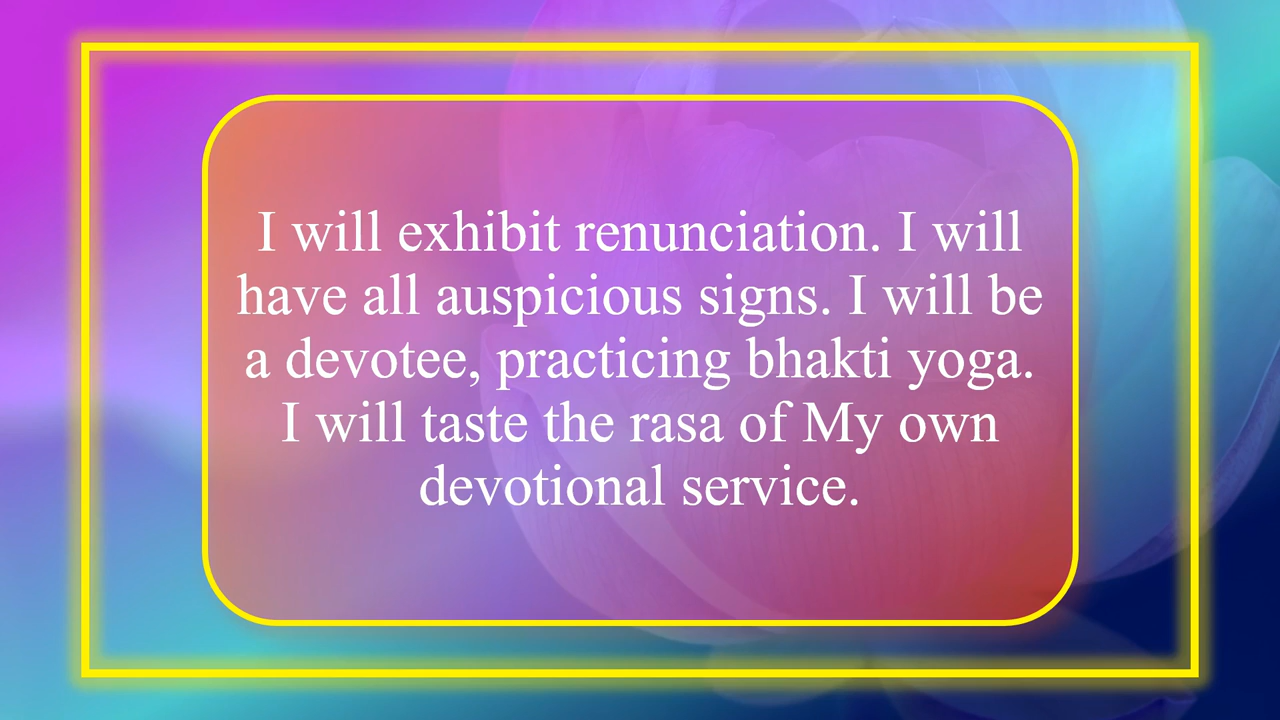 I will exhibit renunciation. I will
have all auspicious signs. I will be
a devotee, practicing bhakti yoga.
I will taste the rasa of My own
devotional service.